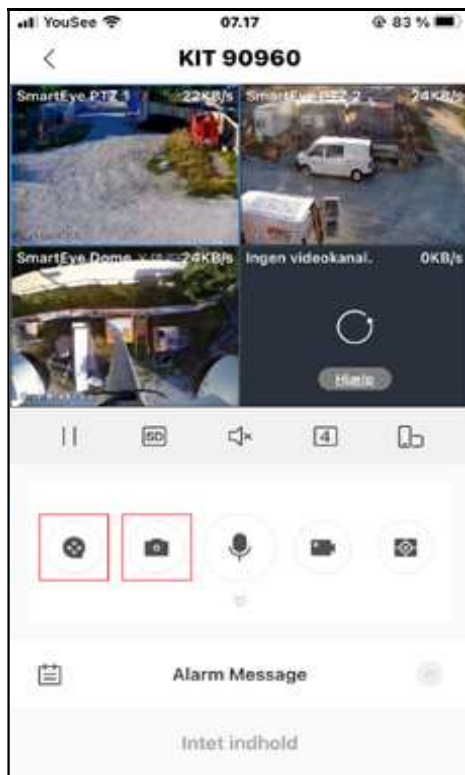 YouSee 07.17 83 %
KIT 90960
SmartEye PTZ 1 22KB/s
SmartEye PTZ 2 24KB/s
SmartEye Dome 24KB/s
Ingen videokanal. 0KB/s
Hjælp
SD 4
Alarm Message
Intet indhold